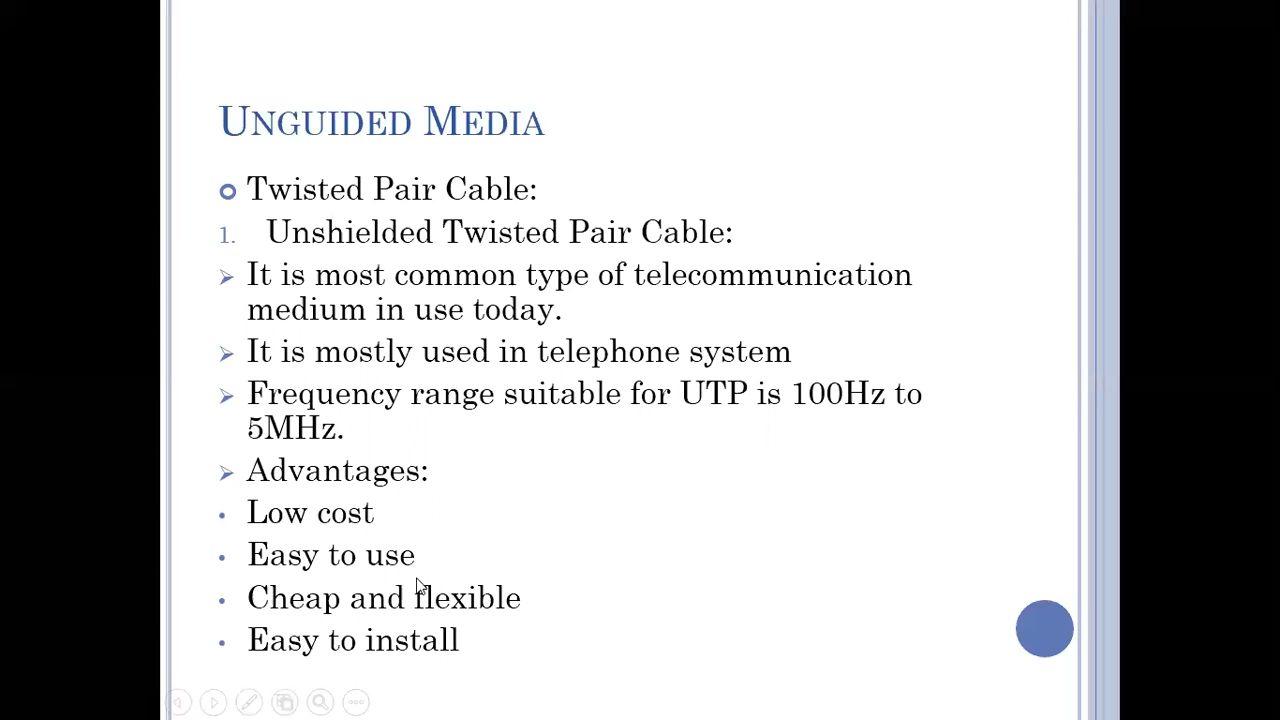 UNGUIDED MEDIA
Twisted Pair Cable:
1. Unshielded Twisted Pair Cable:
It is most common type of telecommunication
medium in use today.
It is mostly used in telephone system
Frequency range suitable for UTP is 100Hz to
5MHz.
Advantages:
Low cost
Easy to use
Cheap and flexible
Easy to install